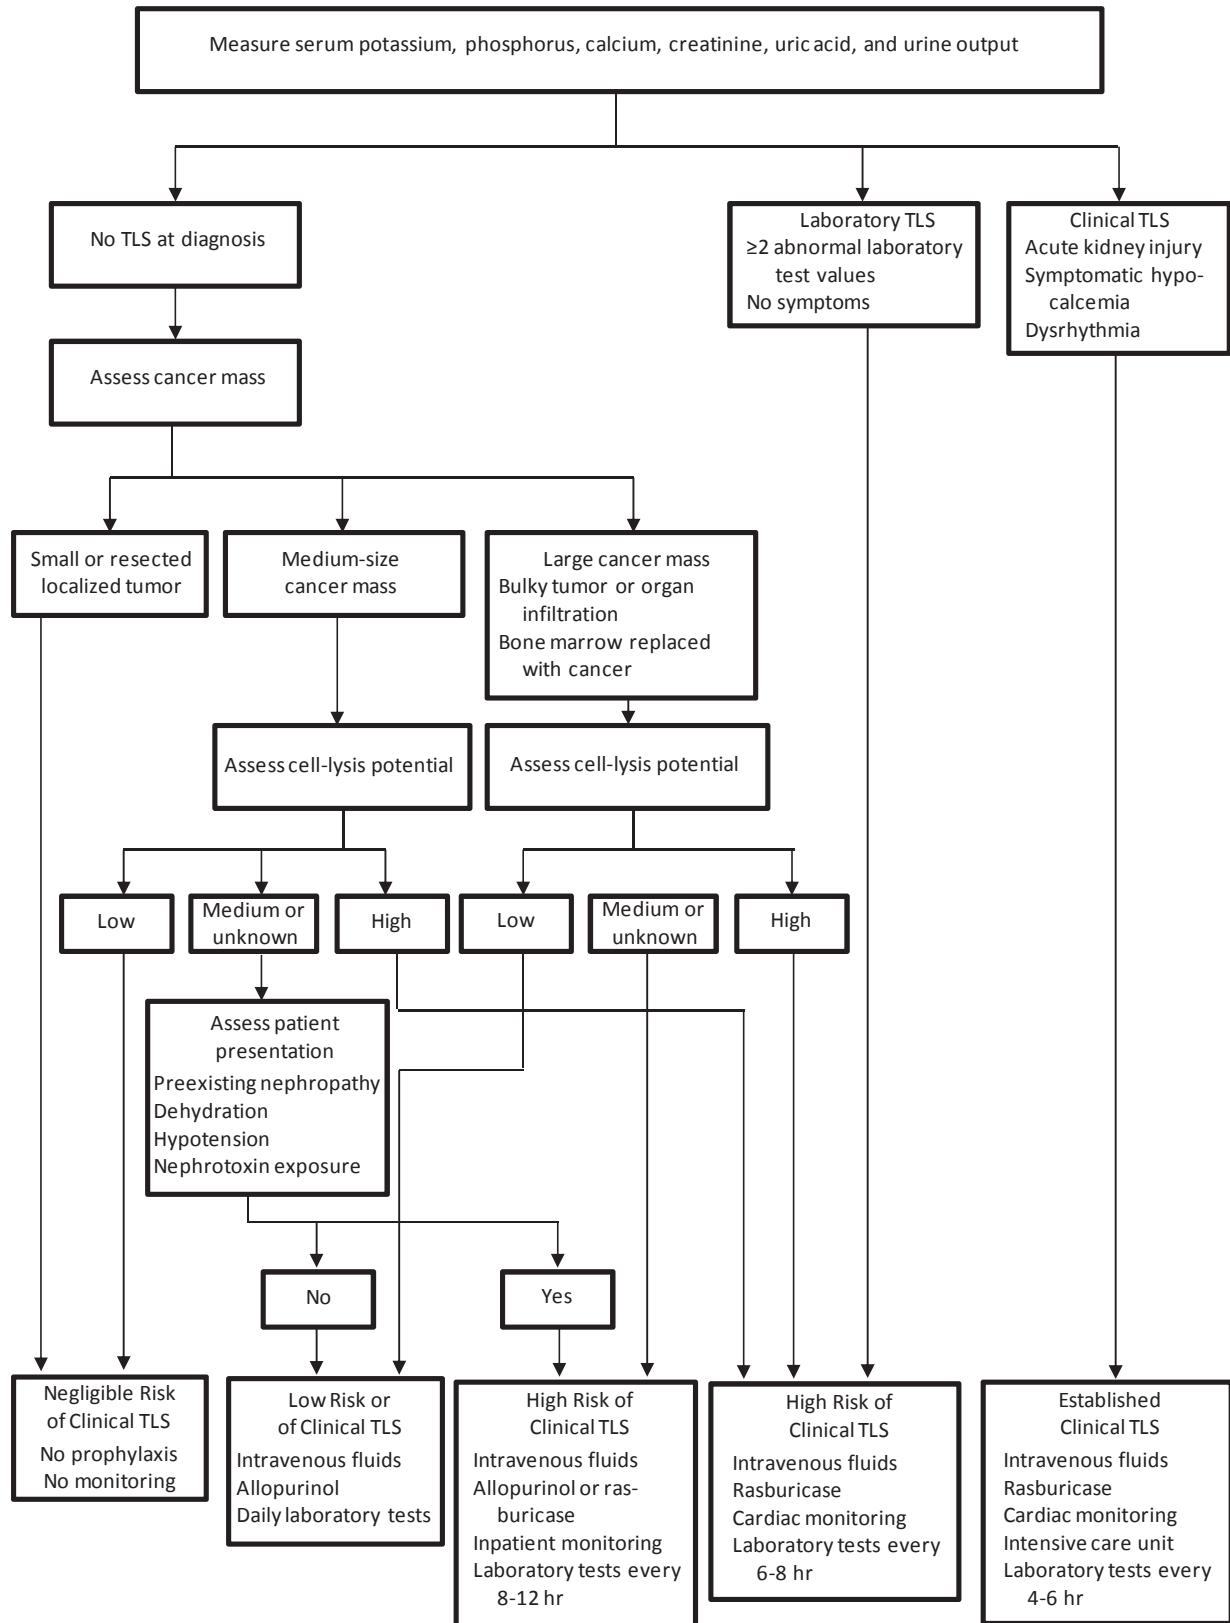 Measure serum potassium, phosphorus, calcium, creatinine, uric acid, and urine output
No TLS at diagnosis
Laboratory TLS
≥2 abnormal laboratory
test values
No symptoms
Clinical TLS
Acute kidney injury
Symptomatic hypo-
calcemia
Dysrhythmia
Assess cancer mass
Small or resected
localized tumor
Medium-size
cancer mass
Large cancer mass
Bulky tumor or organ
infiltration
Bone marrow replaced
with cancer
Assess cell-lysis potential
Assess cell-lysis potential
Low
Medium or
unknown
High
Low
Medium or
unknown
High
Assess patient
presentation
Preexisting nephropathy
Dehydration
Hypotension
Nephrotoxin exposure
No
Yes
Negligible Risk
of Clinical TLS
No prophylaxis
No monitoring
Low Risk or
of Clinical TLS
Intravenous fluids
Allopurinol
Daily laboratory tests
High Risk of
Clinical TLS
Intravenous fluids
Allopurinol or ras-
buricase
Inpatient monitoring
Laboratory tests every
8-12 hr
High Risk of
Clinical TLS
Intravenous fluids
Rasburicase
Cardiac monitoring
Laboratory tests every
6-8 hr
Established
Clinical TLS
Intravenous fluids
Rasburicase
Cardiac monitoring
Intensive care unit
Laboratory tests every
4-6 hr